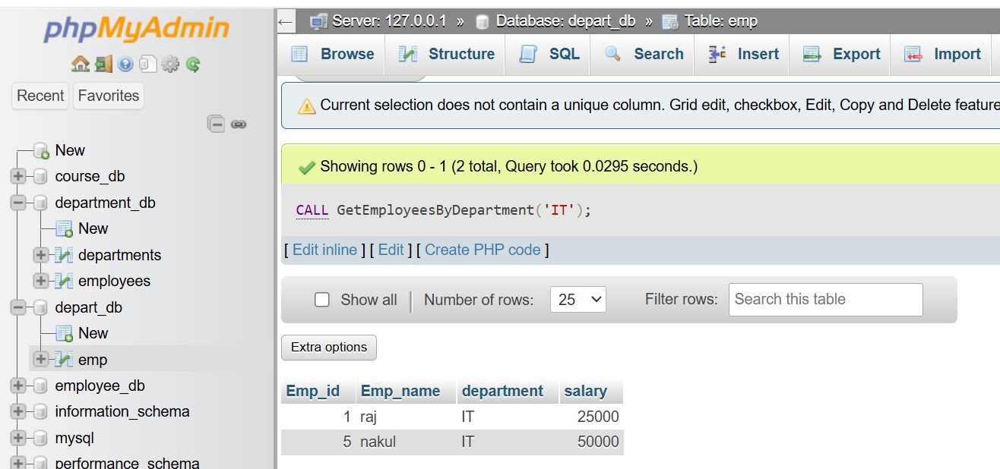 phpMyAdmin
Recent Favorites
New
course_db
department_db
New
departments
employees
depart_db
New
emp
employee_db
information_schema
mysql
performance_schema
Server: 127.0.0.1 » Database: depart_db » Table: emp
Browse Structure SQL Search Insert Export Import
Current selection does not contain a unique column. Grid edit, checkbox, Edit, Copy and Delete feature
Showing rows 0 - 1 (2 total, Query took 0.0295 seconds.)
CALL GetEmployeesByDepartment('IT');
[ Edit inline ] [ Edit ] [ Create PHP code ]
Show all | Number of rows: 25 Filter rows: Search this table
Extra options
Emp_id Emp_name department salary
1 raj IT 25000
5 nakul IT 50000